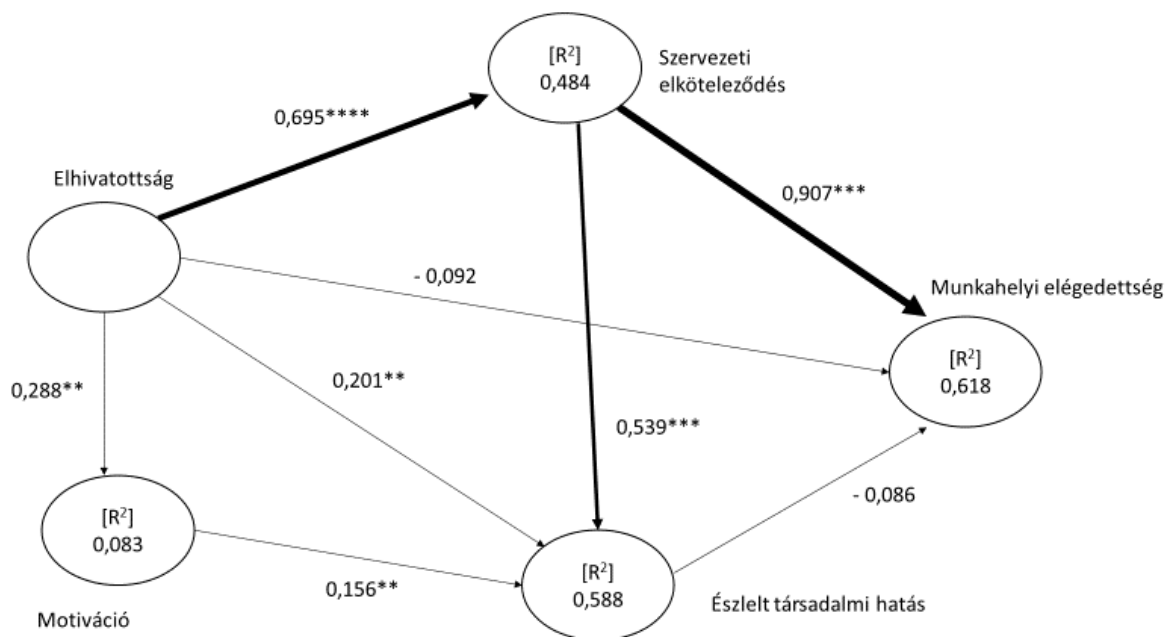 [R²]
0,484
Szervezeti
elköteleződés
0,695****
Elhivatottság
0,907***
- 0,092
Munkahelyi elégedettség
[R²]
0,618
0,288**
0,201**
0,539***
- 0,086
[R²]
0,083
0,156**
[R²]
0,588
Észlelt társadalmi hatás
Motiváció